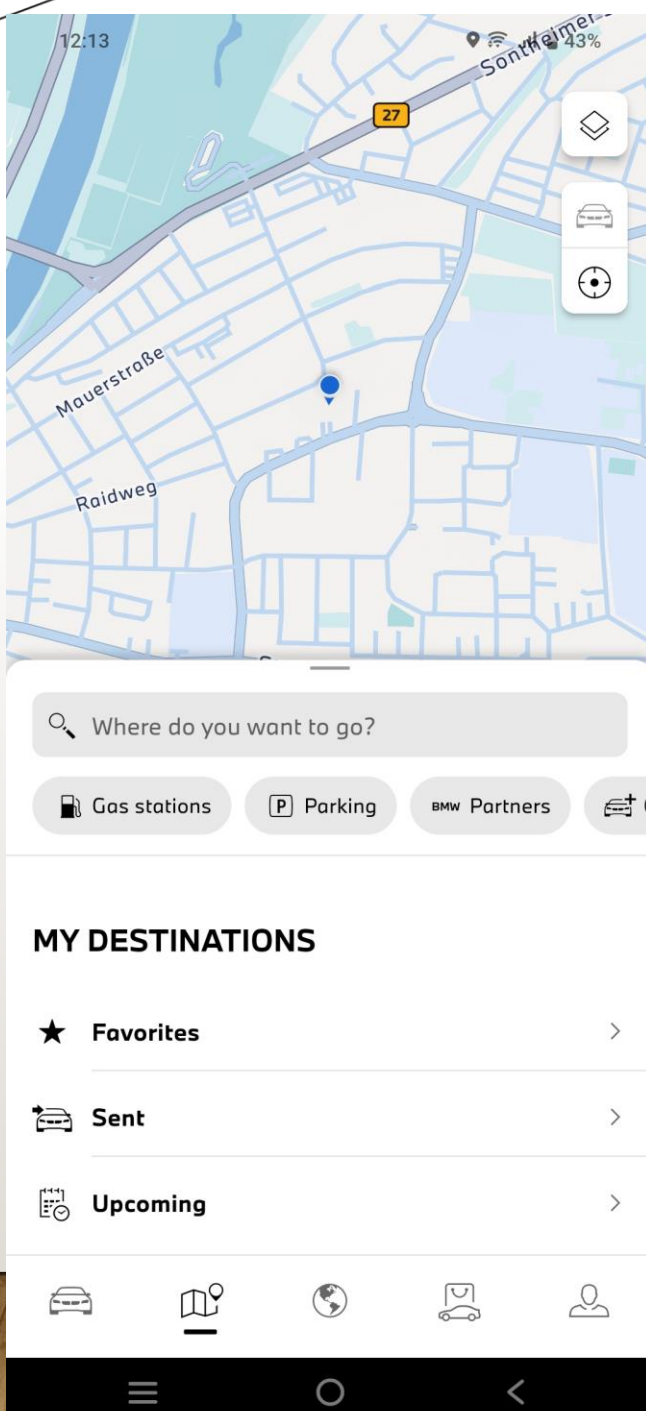 12:13
43%
Sontheimer
27
Mauerstraße
Raidweg
Where do you want to go?
Gas stations
P Parking
BMW Partners
MY DESTINATIONS
Favorites
Sent
Upcoming